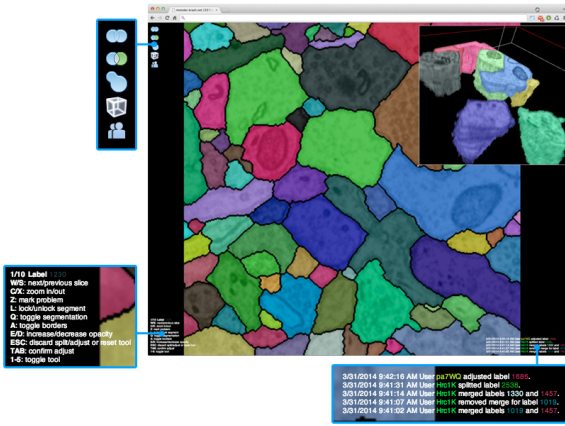 1/10 Label 1230
W/S: next/previous slice
C/X: zoom in/out
Z: mark problem
L: lock/unlock segment
Q: toggle segmentation
A: toggle borders
E/D: increase/decrease opacity
ESC: discard split/adjust or reset tool
TAB: confirm adjust
1-5: toggle tool
3/31/2014 9:42:16 AM User pa7WQ adjusted label 1686.
3/31/2014 9:41:31 AM User Hrc1K splitted label 2538.
3/31/2014 9:41:14 AM User Hrc1K merged labels 1330 and 1457.
3/31/2014 9:41:07 AM User Hrc1K removed merge for label 1019.
3/31/2014 9:41:02 AM User Hrc1K merged labels 1019 and 1457.